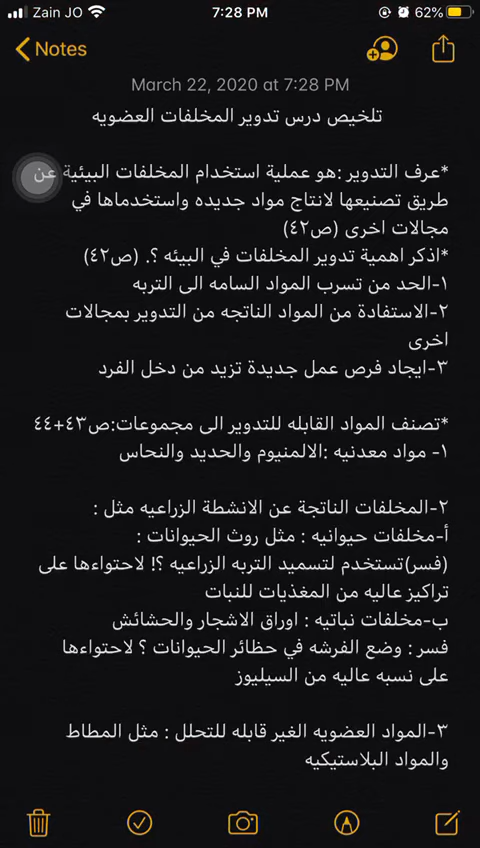 Zain JO 7:28 PM 62%
Notes
March 22, 2020 at 7:28 PM
تلخيص درس تدوير المخلفات العضويه
*عرف التدوير :هو عملية استخدام المخلفات البيئية عن
طريق تصنيعها لانتاج مواد جديده واستخدماها في
مجالات اخرى (ص٤٢)
*اذكر اهمية تدوير المخلفات في البيئه ؟. (ص٤٢)
١-الحد من تسرب المواد السامه الى التربه
٢-الاستفادة من المواد الناتجه من التدوير بمجالات
اخرى
٣-ايجاد فرص عمل جديدة تزيد من دخل الفرد
*تصنف المواد القابله للتدوير الى مجموعات:ص٤٣+٤٤
١- مواد معدنيه :الالمنيوم والحديد والنحاس
٢-المخلفات الناتجة عن الانشطة الزراعيه مثل :
أ-مخلفات حيوانيه : مثل روث الحيوانات :
(فسر)تستخدم لتسميد التربه الزراعيه ؟! لاحتواءها على
تراكيز عاليه من المغذيات للنبات
ب-مخلفات نباتيه : اوراق الاشجار والحشائش
فسر : وضع الفرشه في حظائر الحيوانات ؟ لاحتواءها
على نسبه عاليه من السيليوز
٣-المواد العضويه الغير قابله للتحلل : مثل المطاط
والمواد البلاستيكيه